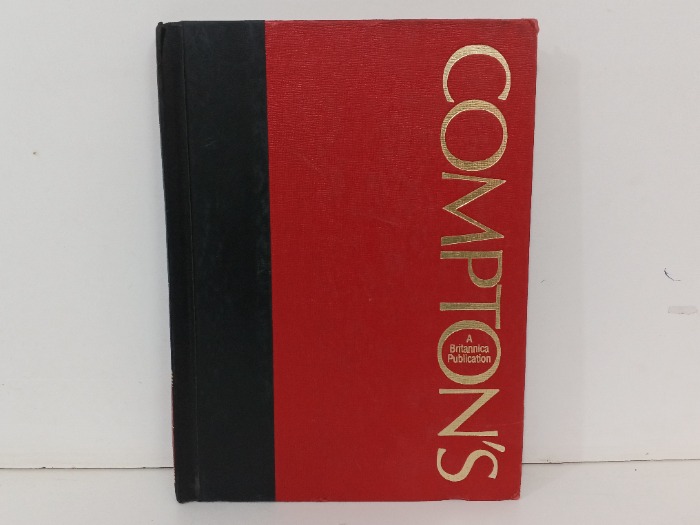 COMPTON'S
A
Britannica
Publication